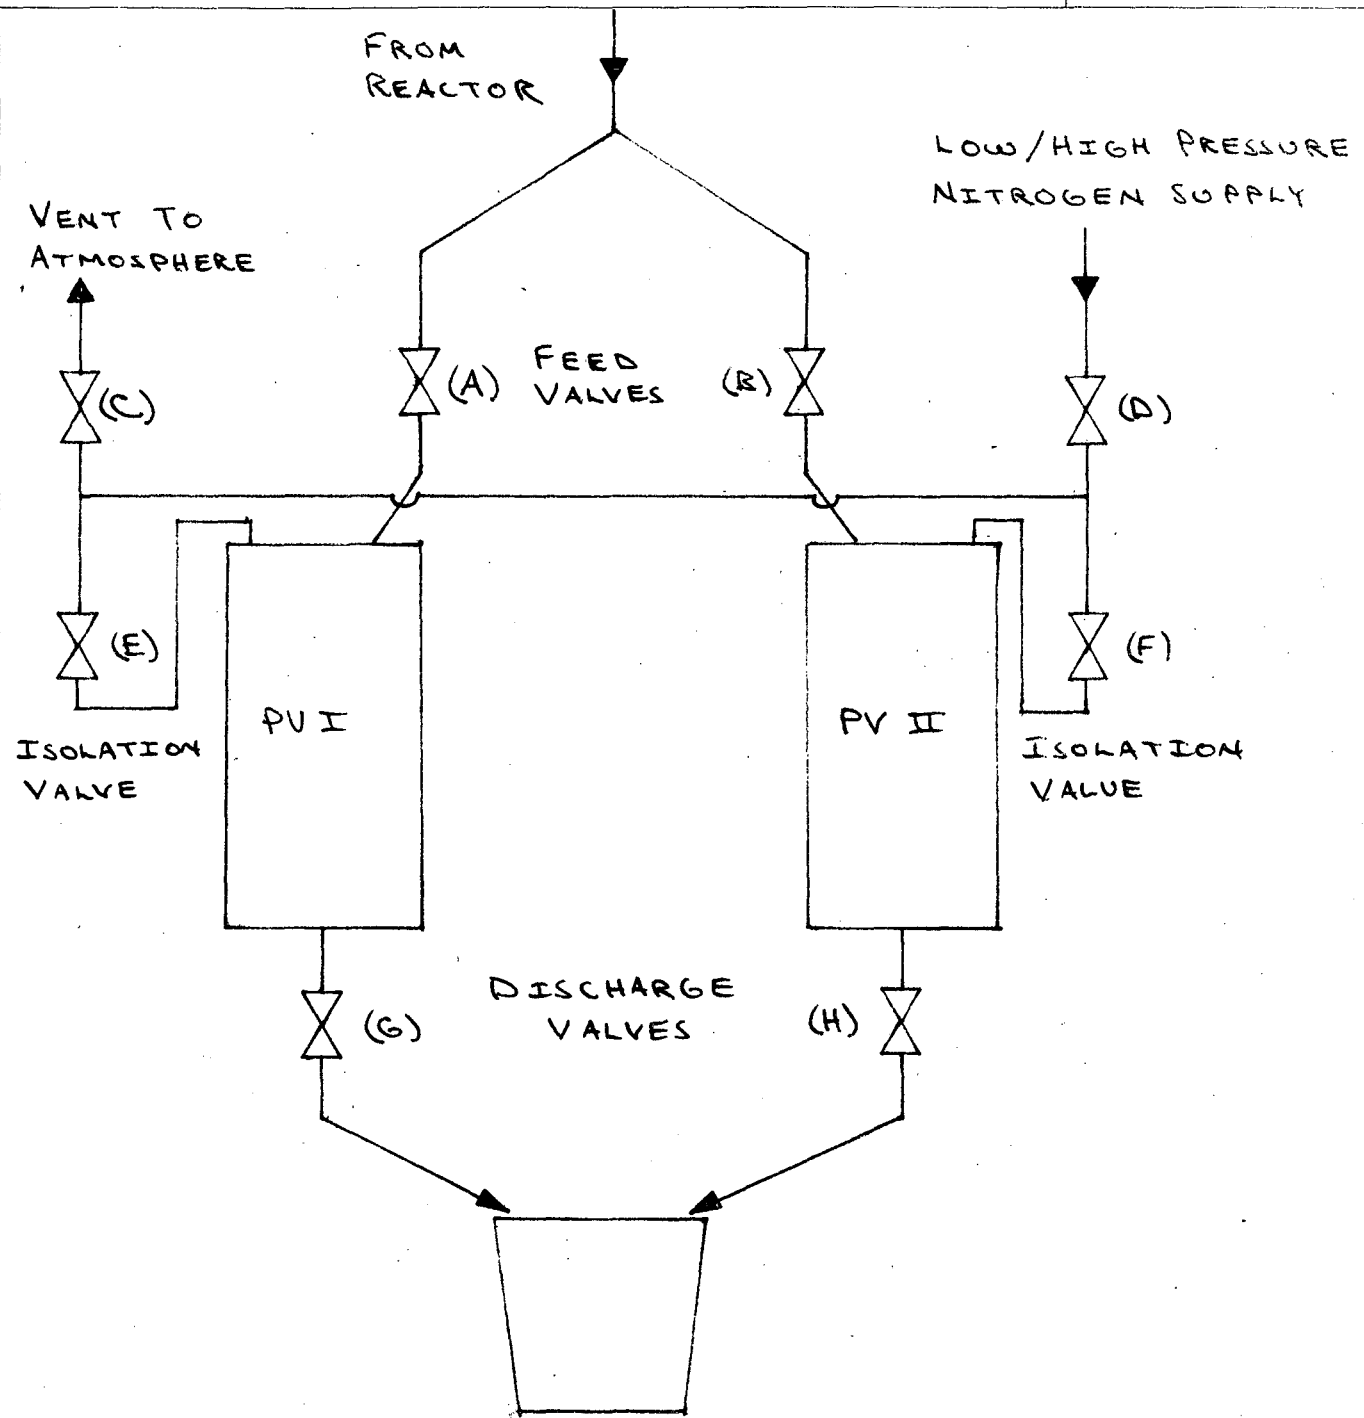 FROM
REACTOR
LOW/HIGH PRESSURE
NITROGEN SUPPLY
VENT TO
ATMOSPHERE
(A)
FEED
VALVES
(B)
(C)
(D)
(E)
(F)
PV I
PV II
ISOLATION
VALVE
ISOLATION
VALVE
DISCHARGE
VALVES
(G)
(H)